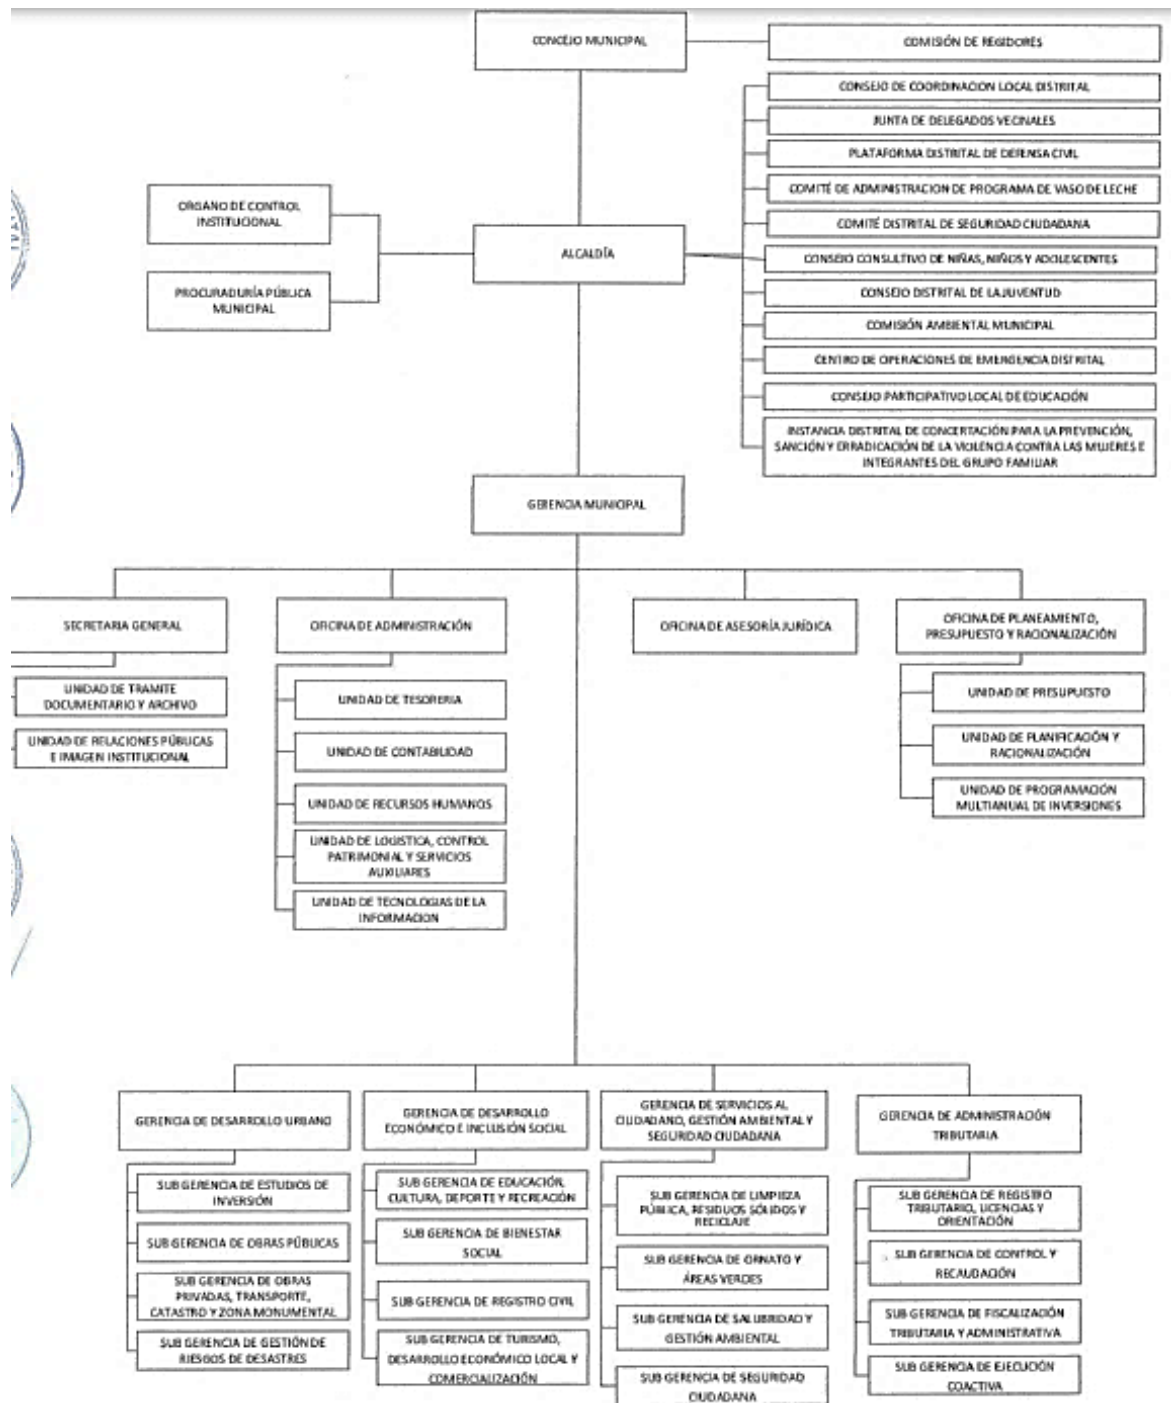 CONCEJO MUNICIPAL
COMISIÓN DE REGIDORES
CONSEJO DE COORDINACION LOCAL DISTRITAL
JUNTA DE DELEGADOS VECINALES
PLATAFORMA DISTRITAL DE DEFENSA CIVIL
COMITÉ DE ADMINISTRACION DE PROGRAMA DE VASO DE LECHE
COMITÉ DISTRITAL DE SEGURIDAD CIUDADANA
CONSEJO CONSULTIVO DE NIÑAS, NIÑOS Y ADOLESCENTES
CONSEJO DISTRITAL DE LA JUVENTUD
COMISIÓN AMBIENTAL MUNICIPAL
CENTRO DE OPERACIONES DE EMERGENCIA DISTRITAL
CONSEJO PARTICIPATIVO LOCAL DE EDUCACIÓN
INSTANCIA DISTRITAL DE CONCERTACIÓN PARA LA PREVENCIÓN,
SANCIÓN Y ERRADICACIÓN DE LA VIOLENCIA CONTRA LAS MUJERES E
INTEGRANTES DEL GRUPO FAMILIAR
ORGANO DE CONTROL
INSTITUCIONAL
PROCURADURÍA PÚBLICA
MUNICIPAL
ALCALDÍA
GERENCIA MUNICIPAL
SECRETARIA GENERAL
UNIDAD DE TRAMITE
DOCUMENTARIO Y ARCHIVO
UNIDAD DE RELACIONES PÚBLICAS
E IMAGEN INSTITUCIONAL
OFICINA DE ADMINISTRACIÓN
UNIDAD DE TESORERIA
UNIDAD DE CONTABILIDAD
UNIDAD DE RECURSOS HUMANOS
UNIDAD DE LOGISTICA, CONTROL
PATRIMONIAL Y SERVICIOS
AUXILIARES
UNIDAD DE TECNOLOGIAS DE LA
INFORMACION
OFICINA DE ASESORÍA JURÍDICA
OFICINA DE PLANEAMIENTO,
PRESUPUESTO Y RACIONALIZACIÓN
UNIDAD DE PRESUPUESTO
UNIDAD DE PLANIFICACIÓN Y
RACIONALIZACIÓN
UNIDAD DE PROGRAMACIÓN
MULTIANUAL DE INVERSIONES
GERENCIA DE DESARROLLO URBANO
SUB GERENCIA DE ESTUDIOS DE
INVERSIÓN
SUB GERENCIA DE OBRAS PÚBLICAS
SUB GERENCIA DE OBRAS
PRIVADAS, TRANSPORTE,
CATASTRO Y ZONA MONUMENTAL
SUB GERENCIA DE GESTIÓN DE
RIESGOS DE DESASTRES
GERENCIA DE DESARROLLO
ECONÓMICO E INCLUSIÓN SOCIAL
SUB GERENCIA DE EDUCACIÓN,
CULTURA, DEPORTE Y RECREACIÓN
SUB GERENCIA DE BIENESTAR
SOCIAL
SUB GERENCIA DE REGISTRO CIVIL
SUB GERENCIA DE TURISMO,
DESARROLLO ECONÓMICO LOCAL Y
COMERCIALIZACIÓN
GERENCIA DE SERVICIOS AL
CIUDADANO, GESTIÓN AMBIENTAL Y
SEGURIDAD CIUDADANA
SUB GERENCIA DE LIMPIEZA
PÚBLICA, RESIDUOS SÓLIDOS Y
RECICLAJE
SUB GERENCIA DE ORNATO Y
ÁREAS VERDES
SUB GERENCIA DE SALUBRIDAD Y
GESTIÓN AMBIENTAL
SUB GERENCIA DE SEGURIDAD
CIUDADANA
GERENCIA DE ADMINISTRACIÓN
TRIBUTARIA
SUB GERENCIA DE REGISTRO
TRIBUTARIO, LICENCIAS Y
ORIENTACIÓN
SUB GERENCIA DE CONTROL Y
RECAUDACIÓN
SUB GERENCIA DE FISCALIZACIÓN
TRIBUTARIA Y ADMINISTRATIVA
SUB GERENCIA DE EJECUCIÓN
COACTIVA